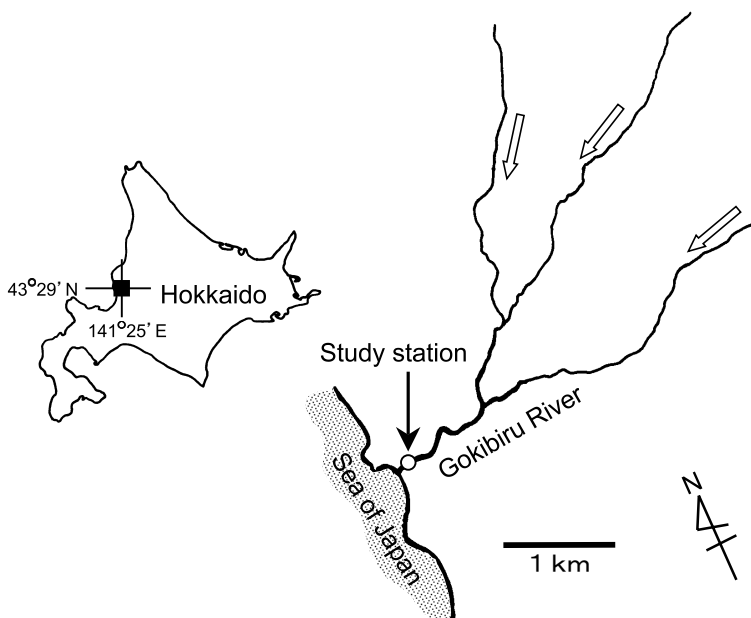 43°29' N
Hokkaido
141°25' E
Study station
Gokibiru River
Sea of Japan
N
1 km